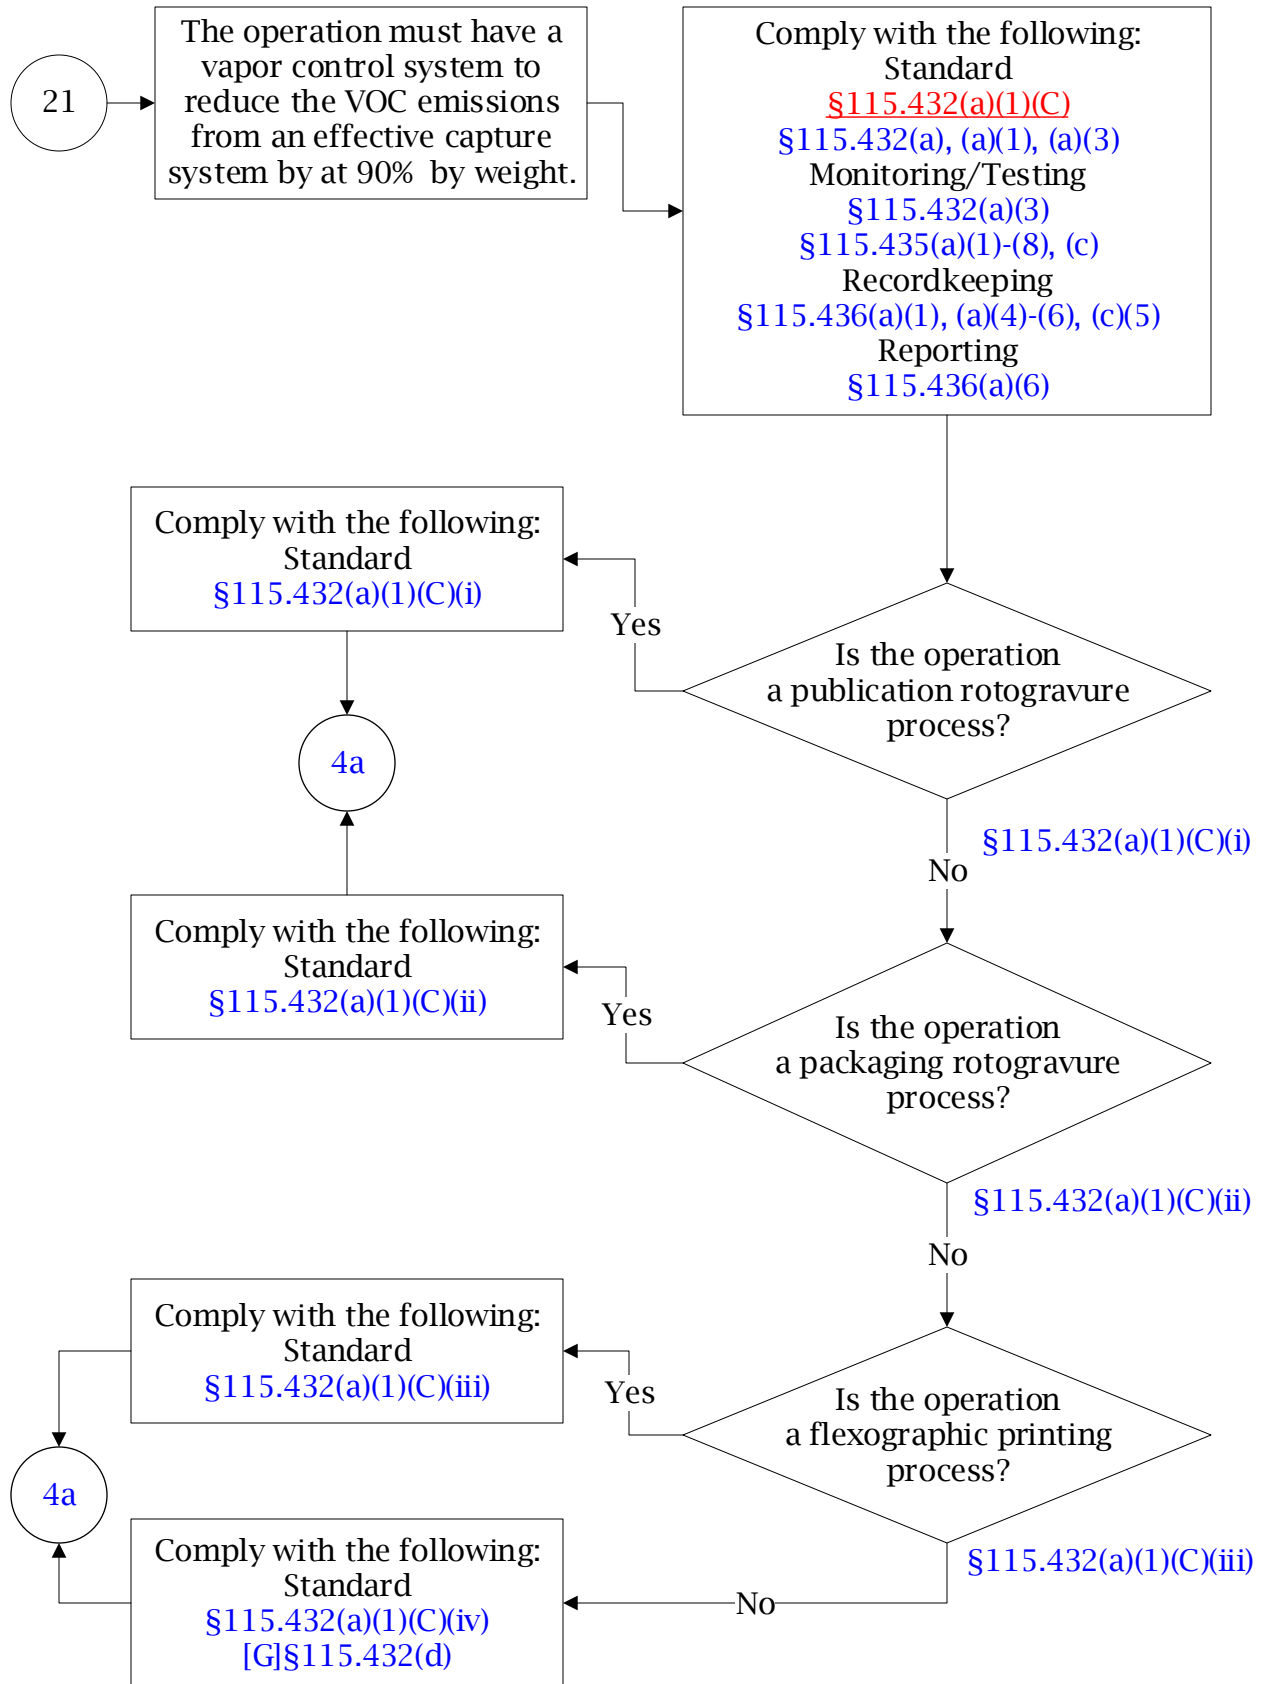 21
The operation must have a
vapor control system to
reduce the VOC emissions
from an effective capture
system by at 90% by weight.
Comply with the following:
Standard
§115.432(a)(1)(C)
§115.432(a), (a)(1), (a)(3)
Monitoring/Testing
§115.432(a)(3)
§115.435(a)(1)-(8), (c)
Recordkeeping
§115.436(a)(1), (a)(4)-(6), (c)(5)
Reporting
§115.436(a)(6)
Comply with the following:
Standard
§115.432(a)(1)(C)(i)
Yes
Is the operation
a publication rotogravure
process?
4a
§115.432(a)(1)(C)(i)
No
Comply with the following:
Standard
§115.432(a)(1)(C)(ii)
Yes
Is the operation
a packaging rotogravure
process?
§115.432(a)(1)(C)(ii)
No
Comply with the following:
Standard
§115.432(a)(1)(C)(iii)
Yes
Is the operation
a flexographic printing
process?
4a
§115.432(a)(1)(C)(iii)
No
Comply with the following:
Standard
§115.432(a)(1)(C)(iv)
[G]§115.432(d)